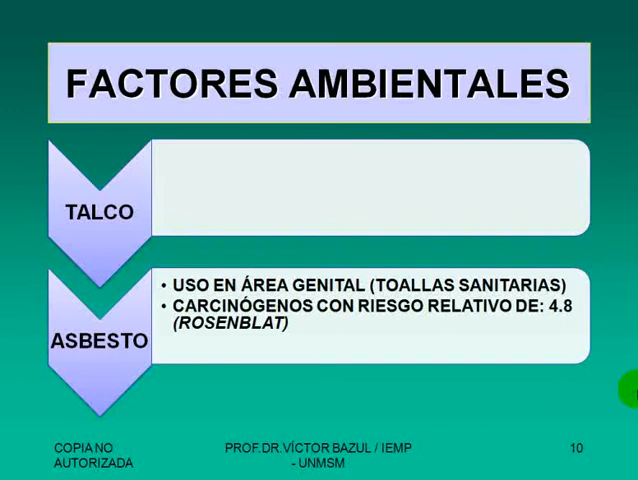 FACTORES AMBIENTALES
TALCO
• USO EN ÁREA GENITAL (TOALLAS SANITARIAS)
• CARCINÓGENOS CON RIESGO RELATIVO DE: 4.8
(ROSENBLAT)
ASBESTO
COPIA NO
AUTORIZADA
PROF.DR.VÍCTOR BAZUL / IEMP
- UNMSM
10